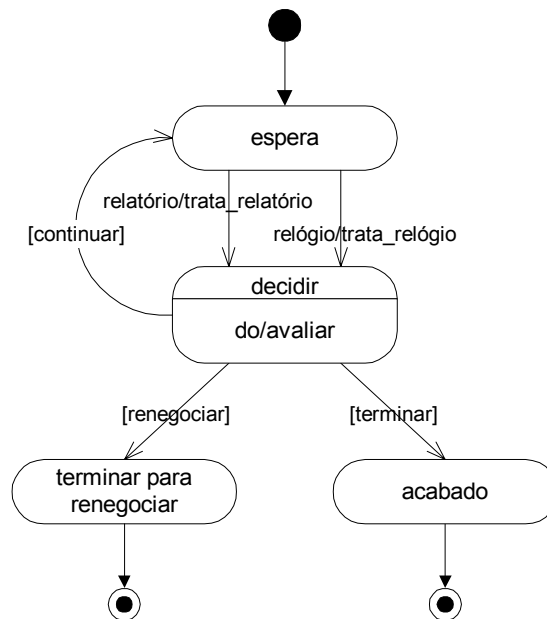 espera
relatório/trata_relatório
[continuar]
relógio/trata_relógio
decidir
do/avaliar
[renegociar]
[terminar]
terminar para
renegociar
acabado